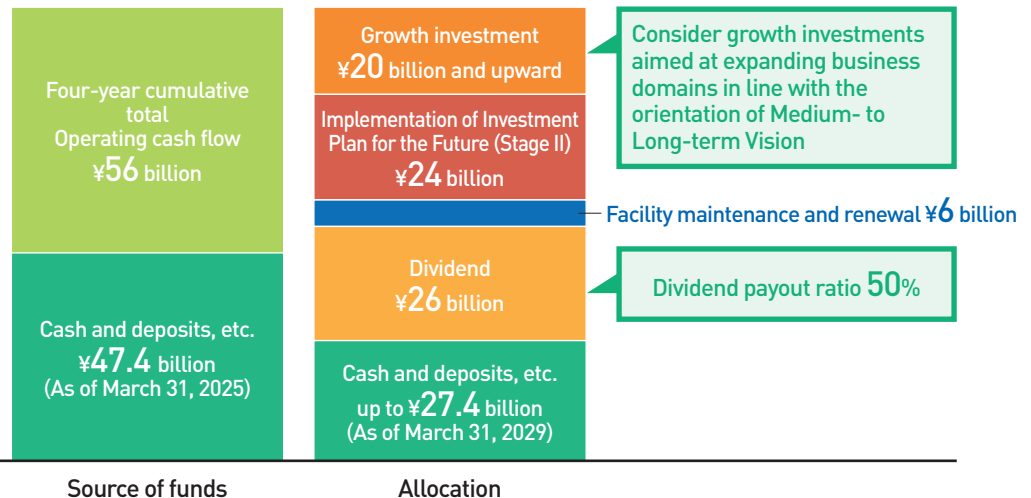 Four-year cumulative
total
Operating cash flow
¥56 billion
Cash and deposits, etc.
¥47.4 billion
(As of March 31, 2025)
Source of funds
Growth investment
¥20 billion and upward
Implementation of Investment
Plan for the Future (Stage II)
¥24 billion
Facility maintenance and renewal ¥6 billion
Dividend
¥26 billion
Cash and deposits, etc.
up to ¥27.4 billion
(As of March 31, 2029)
Allocation
Consider growth investments
aimed at expanding business
domains in line with the
orientation of Medium- to
Long-term Vision
Dividend payout ratio 50%